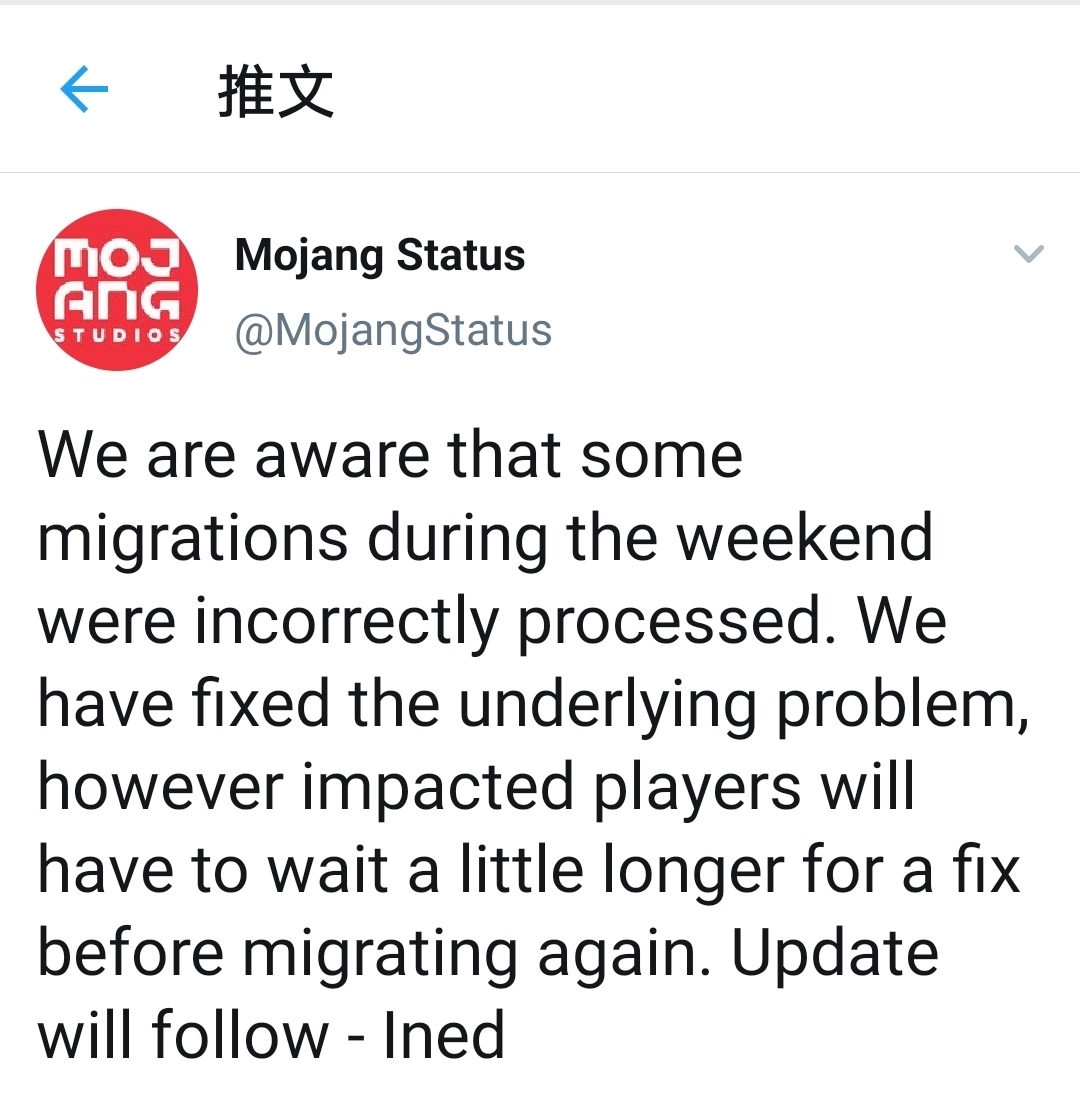 推文
MOJ
ANG
STUDIOS
Mojang Status
@MojangStatus
We are aware that some
migrations during the weekend
were incorrectly processed. We
have fixed the underlying problem,
however impacted players will
have to wait a little longer for a fix
before migrating again. Update
will follow - Ined